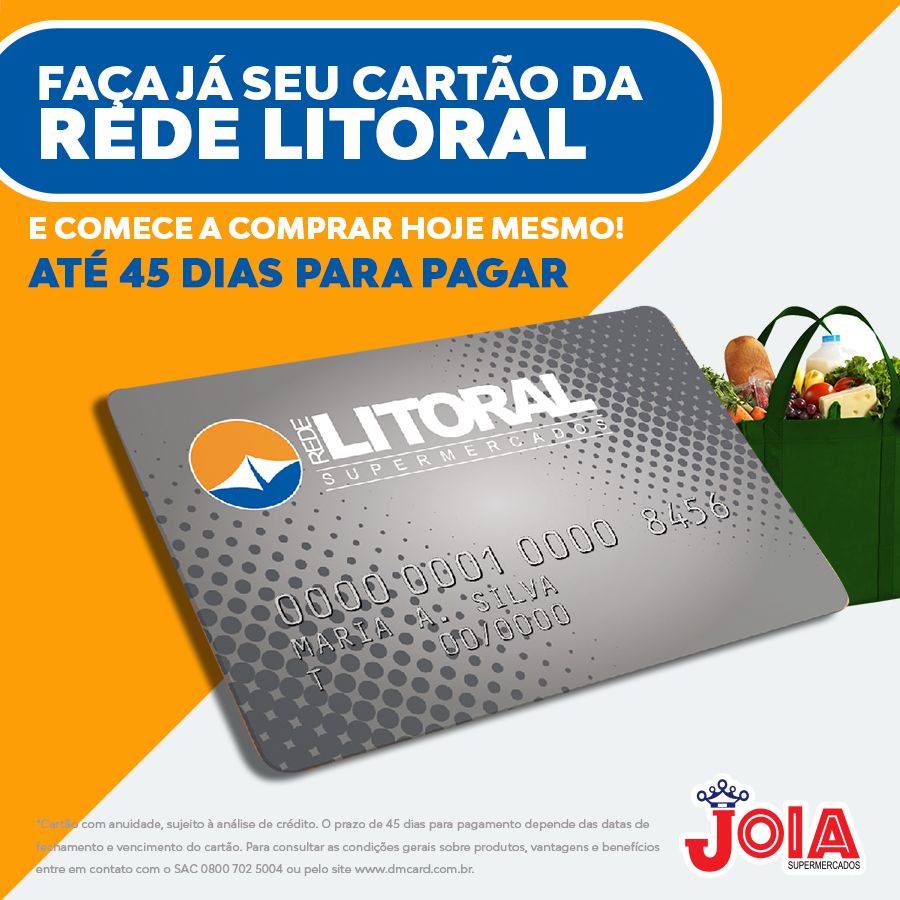 FAÇA JÁ SEU CARTÃO DA
REDE LITORAL
E COMECE A COMPRAR HOJE MESMO!
ATÉ 45 DIAS PARA PAGAR
REDE LITORAL
SUPERMERCADOS
0000 0001 0000 8456
MARIA A. SILVA
T 00/0000
*Cartão com anuidade, sujeito à análise de crédito. O prazo de 45 dias para pagamento depende das datas de
fechamento e vencimento do cartão. Para consultar as condições gerais sobre produtos, vantagens e benefícios
entre em contato com o SAC 0800 702 5004 ou pelo site www.dmcard.com.br.
JOIA
SUPERMERCADOS